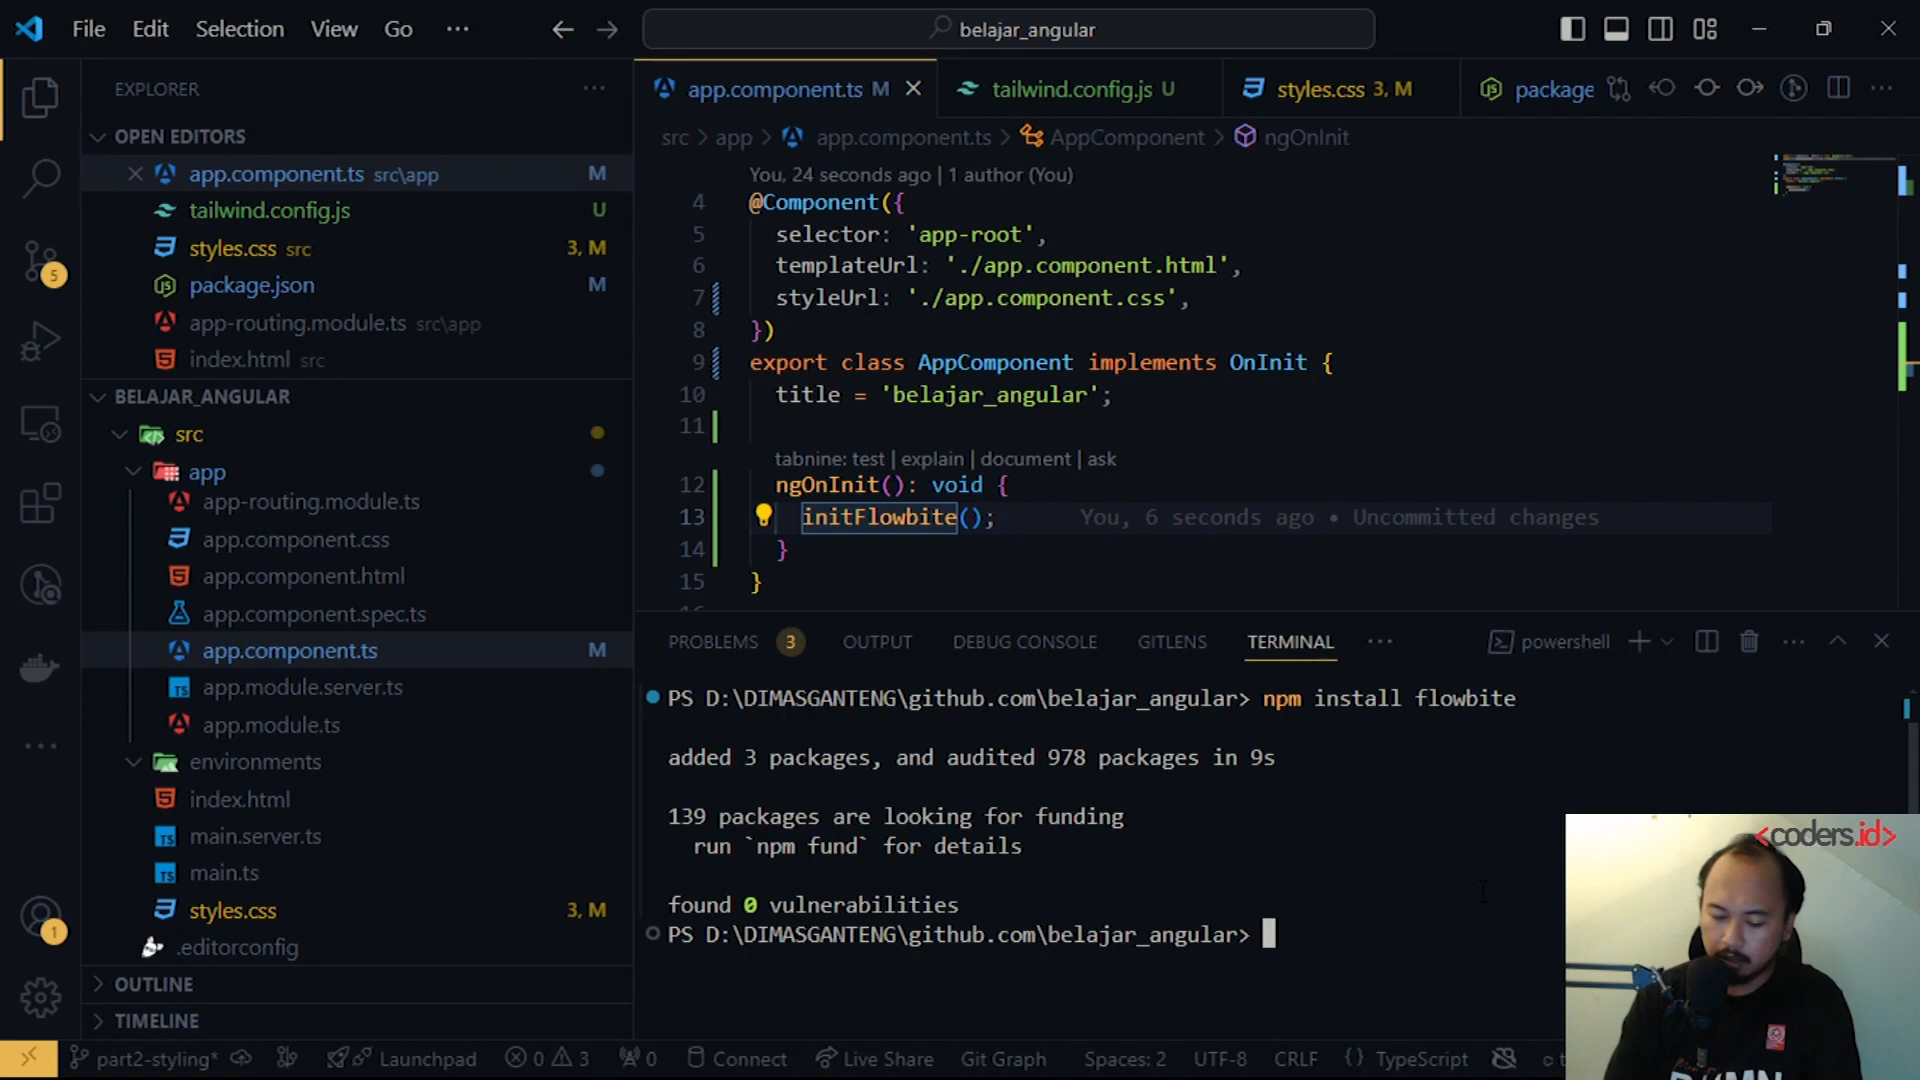 File Edit Selection View Go ··· belajar_angular
EXPLORER
OPEN EDITORS
app.component.ts src\app M
tailwind.config.js U
styles.css src 3, M
package.json M
app-routing.module.ts src\app
index.html src
BELAJAR_ANGULAR
src
app
app-routing.module.ts
app.component.css
app.component.html
app.component.spec.ts
app.component.ts M
app.module.server.ts
app.module.ts
environments
index.html
main.server.ts
main.ts
styles.css 3, M
.editorconfig
OUTLINE
TIMELINE
5
1
app.component.ts M tailwind.config.js U styles.css 3, M package
src > app > app.component.ts > AppComponent > ngOnInit
You, 24 seconds ago | 1 author (You)
4 @Component({
5 selector: 'app-root',
6 templateUrl: './app.component.html',
7 styleUrl: './app.component.css',
8 })
9 export class AppComponent implements OnInit {
10 title = 'belajar_angular';
11
tabnine: test | explain | document | ask
12 ngOnInit(): void {
13 initFlowbite(); You, 6 seconds ago • Uncommitted changes
14 }
15 }
PROBLEMS 3 OUTPUT DEBUG CONSOLE GITLENS TERMINAL ··· powershell
PS D:\DIMASGANTENG\github.com\belajar_angular> npm install flowbite
added 3 packages, and audited 978 packages in 9s
139 packages are looking for funding
run `npm fund` for details
found 0 vulnerabilities
PS D:\DIMASGANTENG\github.com\belajar_angular>
<coders.id>
part2-styling* Launchpad 0 3 0 Connect Live Share Git Graph Spaces: 2 UTF-8 CRLF {} TypeScript